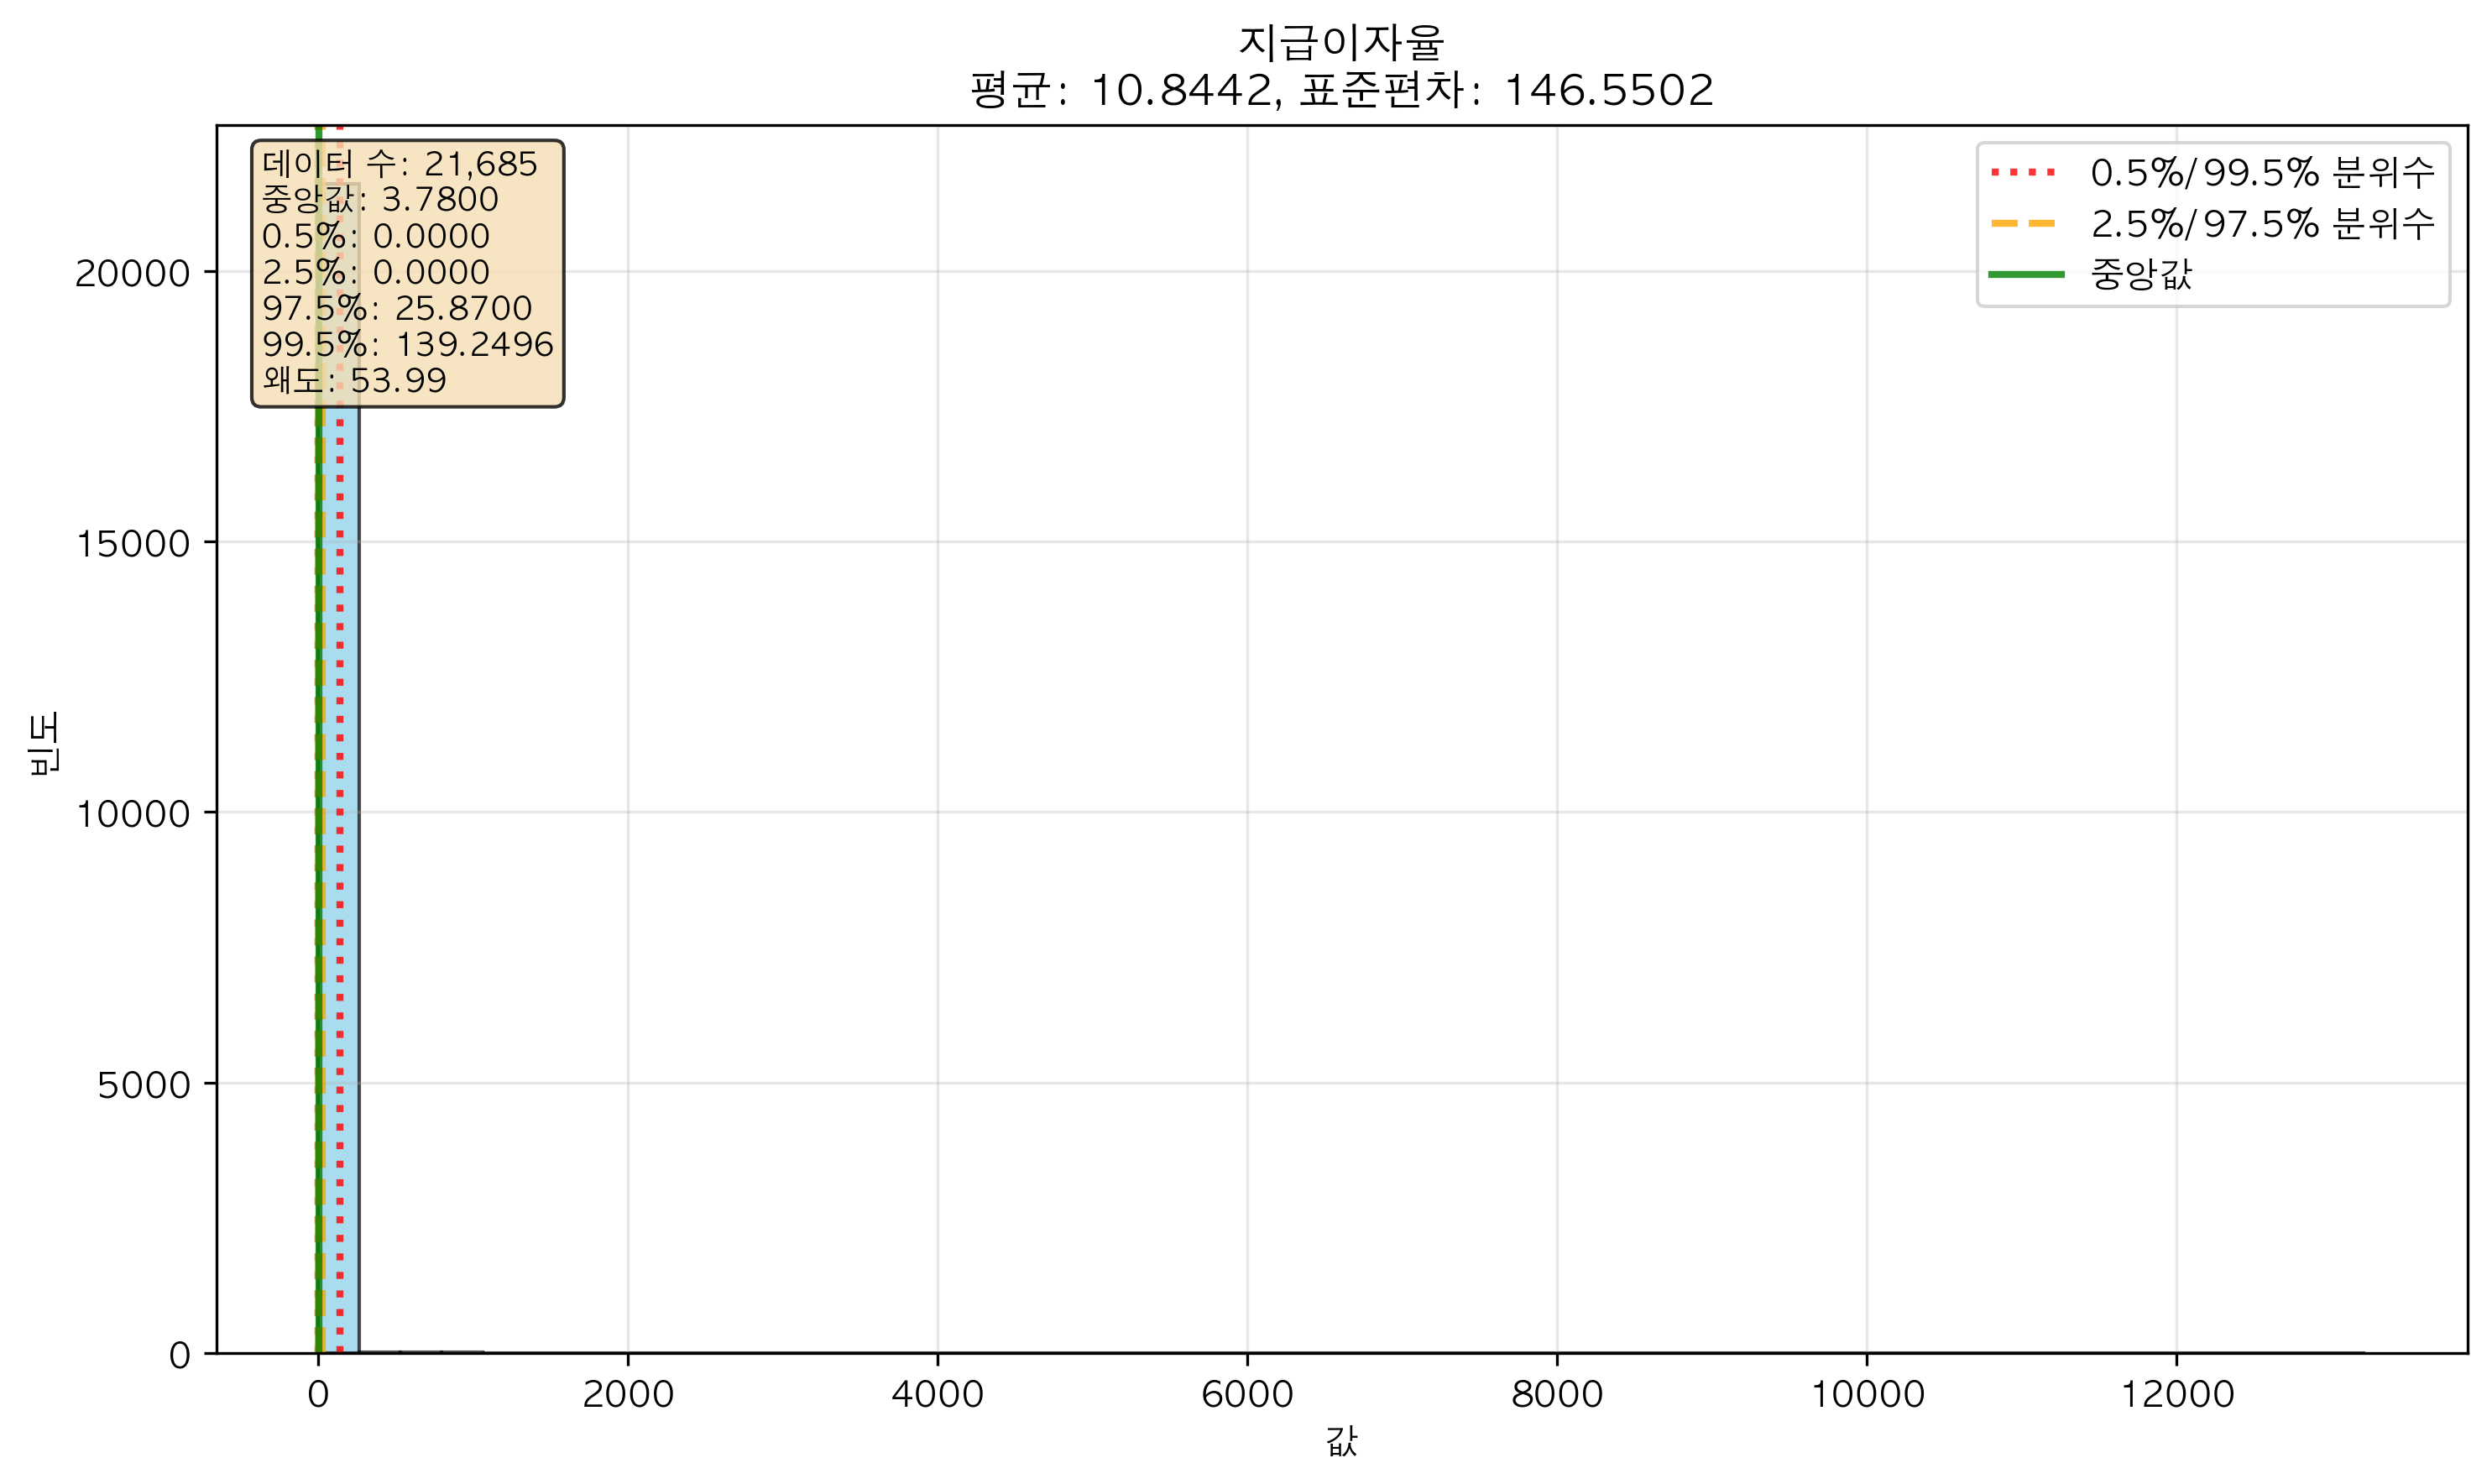 지급이자율
평균: 10.8442, 표준편차: 146.5502
데이터 수: 21,685
중앙값: 3.7800
0.5%: 0.0000
2.5%: 0.0000
97.5%: 25.8700
99.5%: 139.2496
왜도: 53.99
0.5%/99.5% 분위수
2.5%/97.5% 분위수
중앙값
빈도
20000
15000
10000
5000
0
0 2000 4000 6000 8000 10000 12000
값